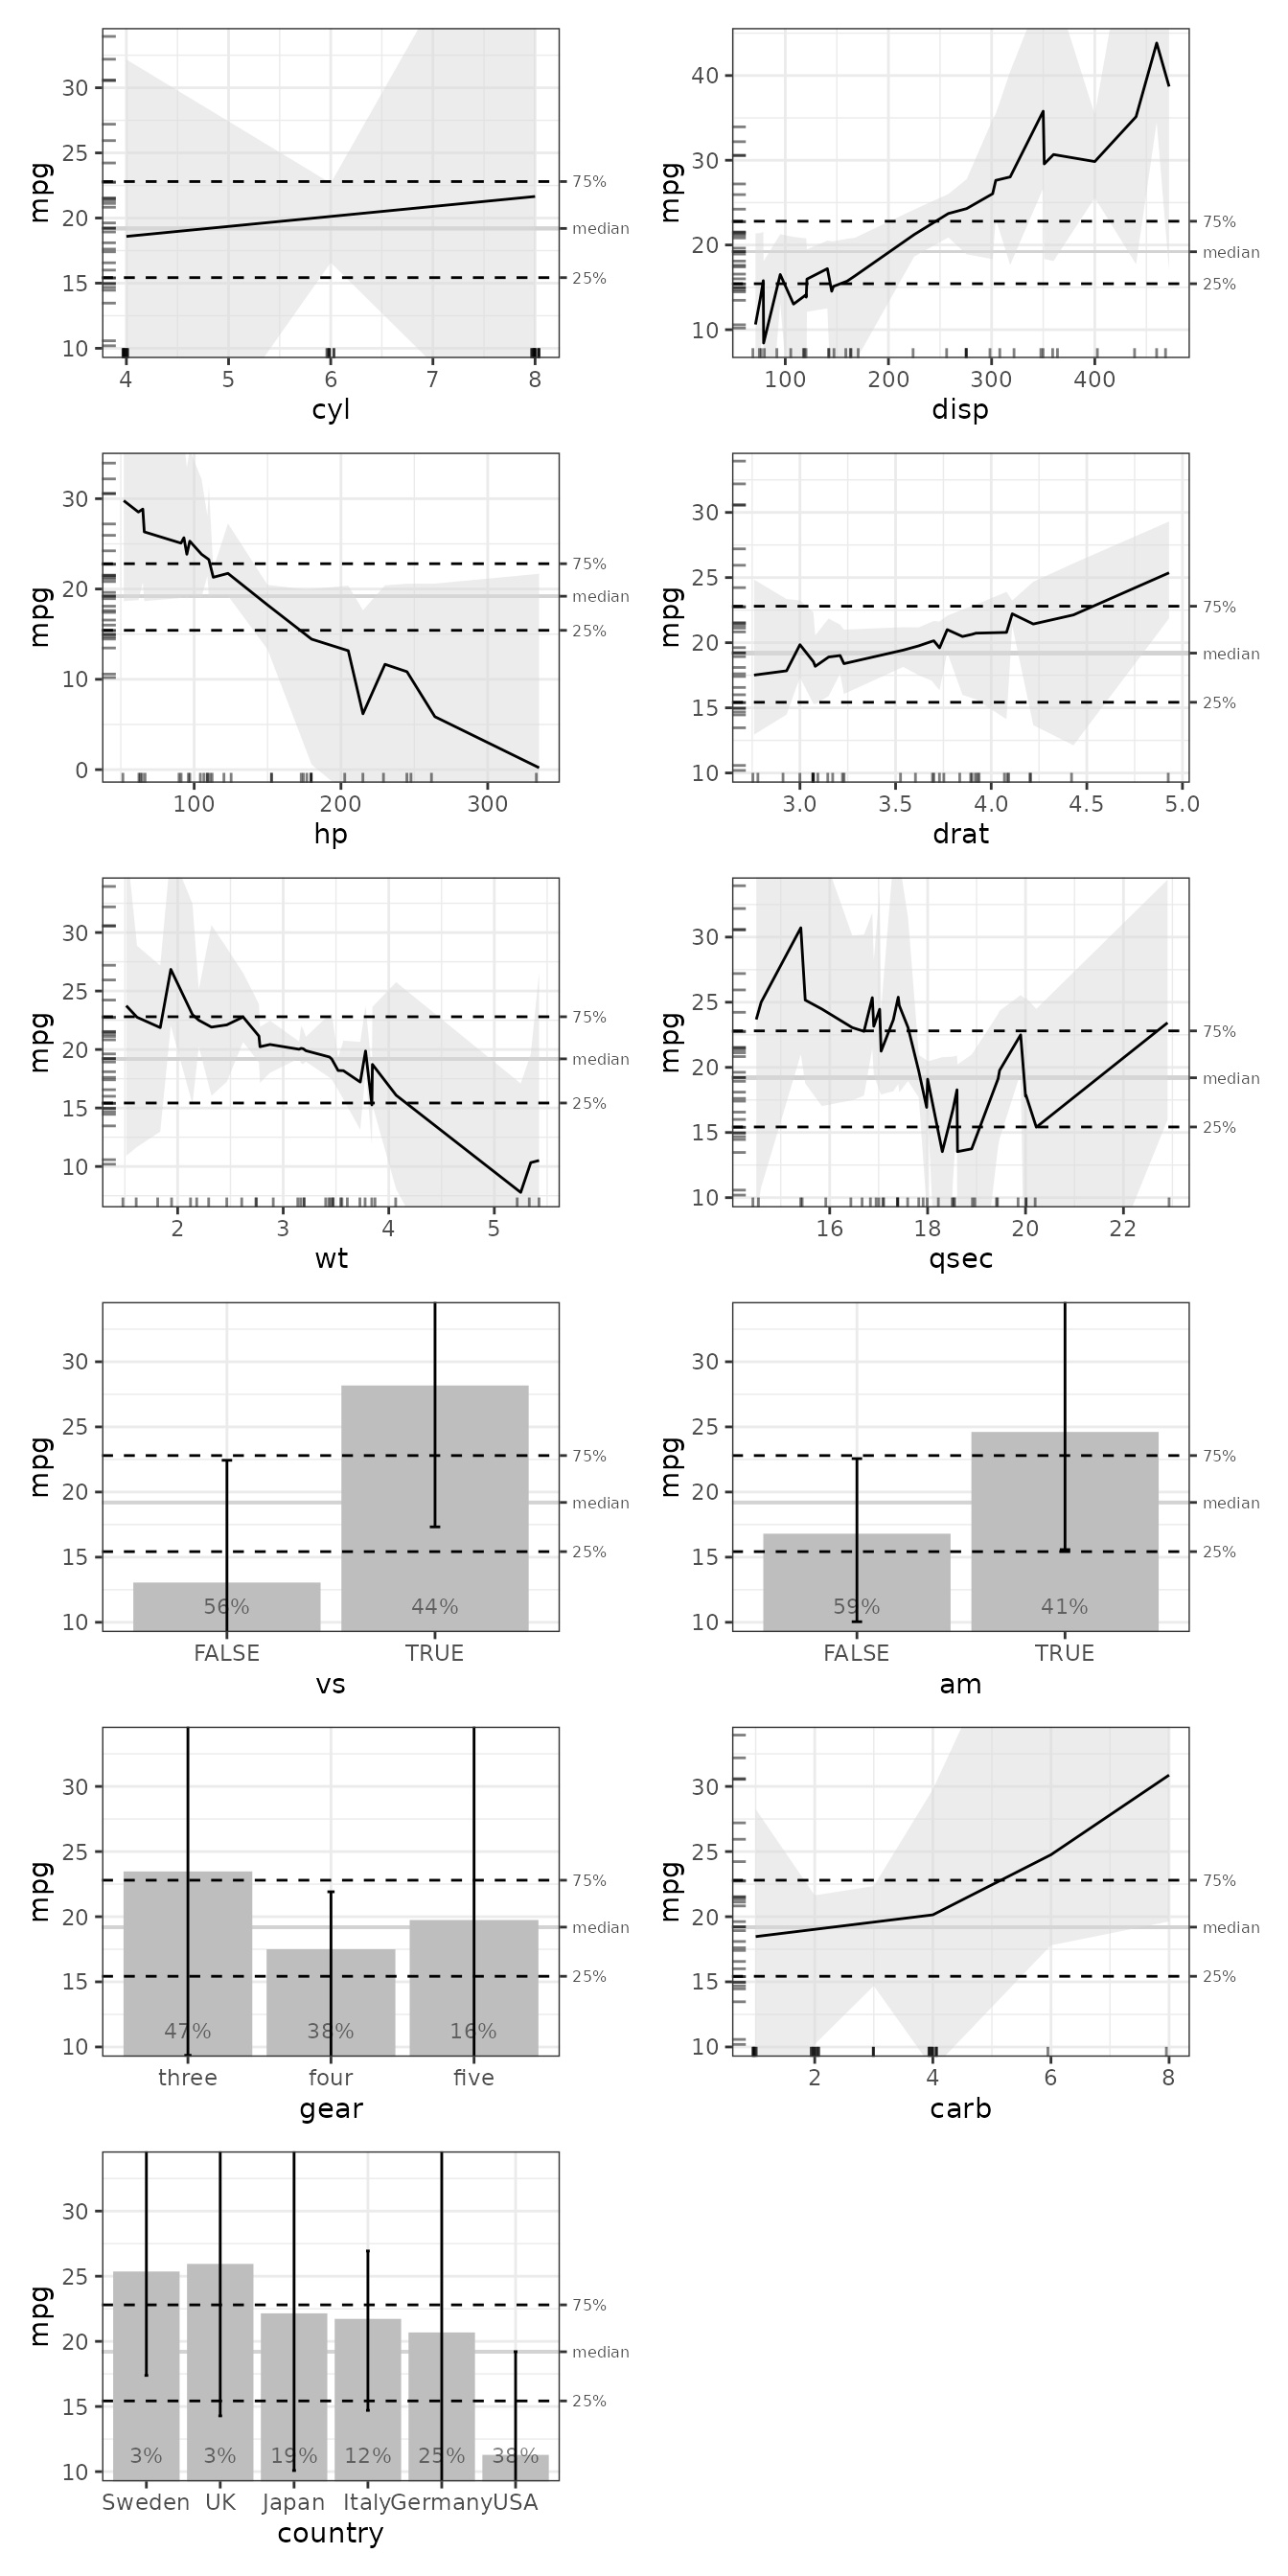 mpg
30
25
20
15
10
75%
median
25%
4 5 6 7 8
cyl
mpg
40
30
20
10
75%
median
25%
100 200 300 400
disp
mpg
30
20
10
0
75%
median
25%
100 200 300
hp
mpg
30
25
20
15
10
75%
median
25%
3.0 3.5 4.0 4.5 5.0
drat
mpg
30
25
20
15
10
75%
median
25%
2 3 4 5
wt
mpg
30
25
20
15
10
75%
median
25%
16 18 20 22
qsec
mpg
30
25
20
15
10
75%
median
25%
56% 44%
FALSE TRUE
vs
mpg
30
25
20
15
10
75%
median
25%
59% 41%
FALSE TRUE
am
mpg
30
25
20
15
10
75%
median
25%
47% 38% 16%
three four five
gear
mpg
30
25
20
15
10
75%
median
25%
2 4 6 8
carb
mpg
30
25
20
15
10
75%
median
25%
3% 3% 19% 12% 25% 38%
Sweden UK Japan Italy Germany USA
country